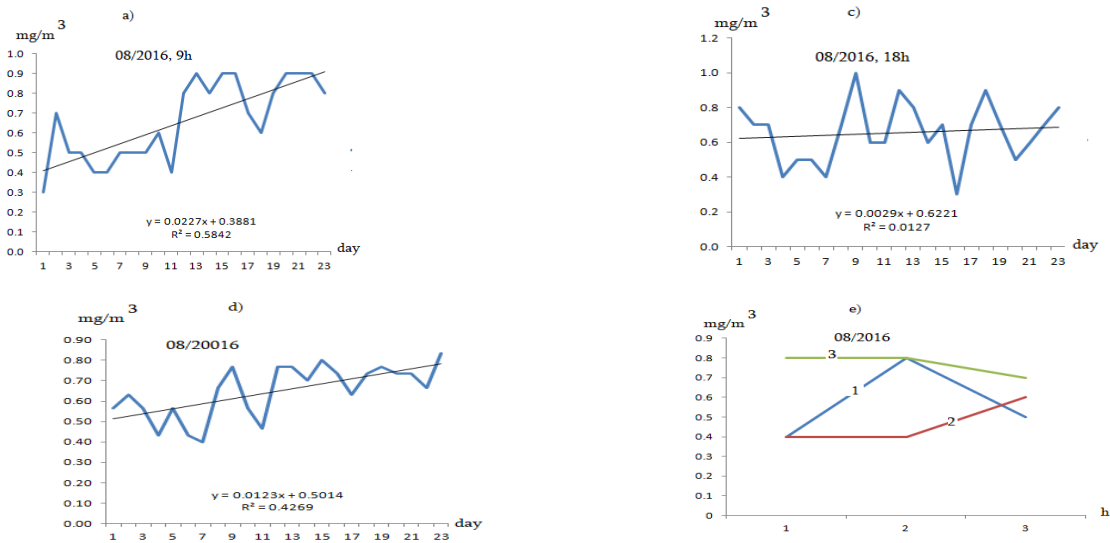 a)
mg/m 3
08/2016, 9h
1.0
0.9
0.8
0.7
0.6
0.5
0.4
0.3
0.2
0.1
0.0
y = 0.0227x + 0.3881
R² = 0.5842
day
1 3 5 7 9 11 13 15 17 19 21 23
c)
mg/m 3
08/2016, 18h
1.2
1.0
0.8
0.6
0.4
0.2
0.0
y = 0.0029x + 0.6221
R² = 0.0127
day
1 3 5 7 9 11 13 15 17 19 21 23
d)
mg/m 3
08/20016
0.90
0.80
0.70
0.60
0.50
0.40
0.30
0.20
0.10
0.00
y = 0.0123x + 0.5014
R² = 0.4269
day
1 3 5 7 9 11 13 15 17 19 21 23
e)
mg/m 3
08/2016
0.9
0.8
0.7
0.6
0.5
0.4
0.3
0.2
0.1
0
3
1
2
h
1 2 3